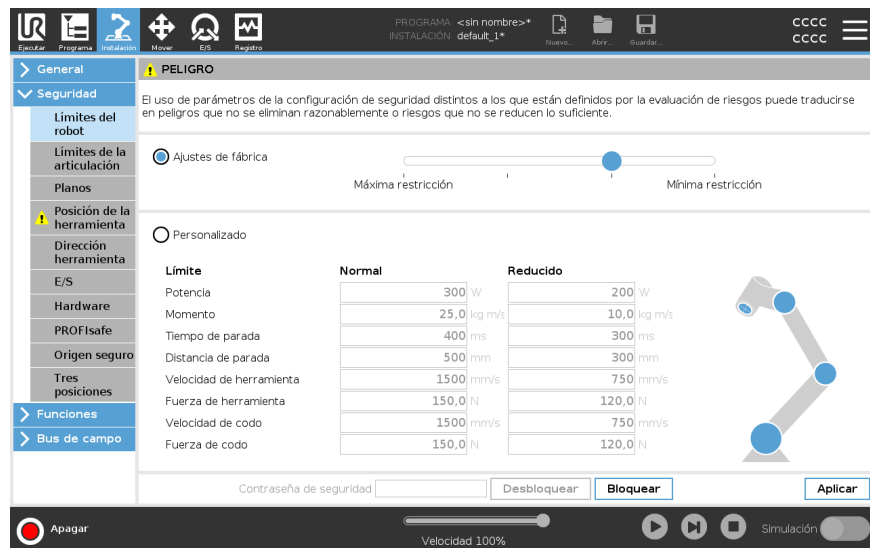 PROGRAMA <sin nombre>*
INSTALACIÓN default_1*
cccc
cccc
Ejecutar
Programa
Instalación
Mover
E/S
Registro
Nuevo...
Abrir...
Guardar...
General
Seguridad
Límites del
robot
Límites de la
articulación
Planos
Posición de la
herramienta
Dirección
herramienta
E/S
Hardware
PROFIsafe
Origen seguro
Tres
posiciones
Funciones
Bus de campo
PELIGRO
El uso de parámetros de la configuración de seguridad distintos a los que están definidos por la evaluación de riesgos puede traducirse
en peligros que no se eliminan razonablemente o riesgos que no se reducen lo suficiente.
Ajustes de fábrica
Máxima restricción
Mínima restricción
Personalizado
Límite Normal Reducido
Potencia 300 W 200 W
Momento 25,0 kg m/s 10,0 kg m/s
Tiempo de parada 400 ms 300 ms
Distancia de parada 500 mm 300 mm
Velocidad de herramienta 1500 mm/s 750 mm/s
Fuerza de herramienta 150,0 N 120,0 N
Velocidad de codo 1500 mm/s 750 mm/s
Fuerza de codo 150,0 N 120,0 N
Contraseña de seguridad Desbloquear Bloquear Aplicar
Apagar
Velocidad 100%
Simulación